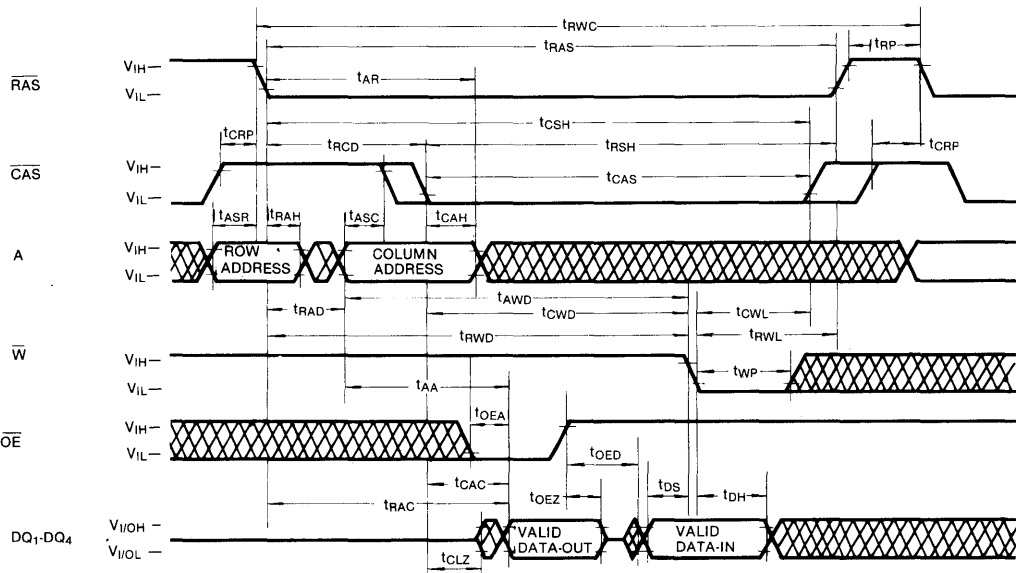 tRWC
tRAS
tRP
tAR
RAS
VIH
VIL
tCRP
tCSH
tRCD
tRSH
tCRP
CAS
VIH
VIL
tCAS
tASR
tRAH
tASC
tCAH
A
VIH
VIL
ROW
ADDRESS
COLUMN
ADDRESS
tAWD
tRAD
tCWD
tCWL
tRWD
tRWL
W
VIH
VIL
tWP
tAA
tOEA
OE
VIH
VIL
tOED
tCAC
tRAC
tOEZ
tDS
tDH
DQ1-DQ4
VI/OH
VI/OL
VALID
DATA-OUT
VALID
DATA-IN
tCLZ